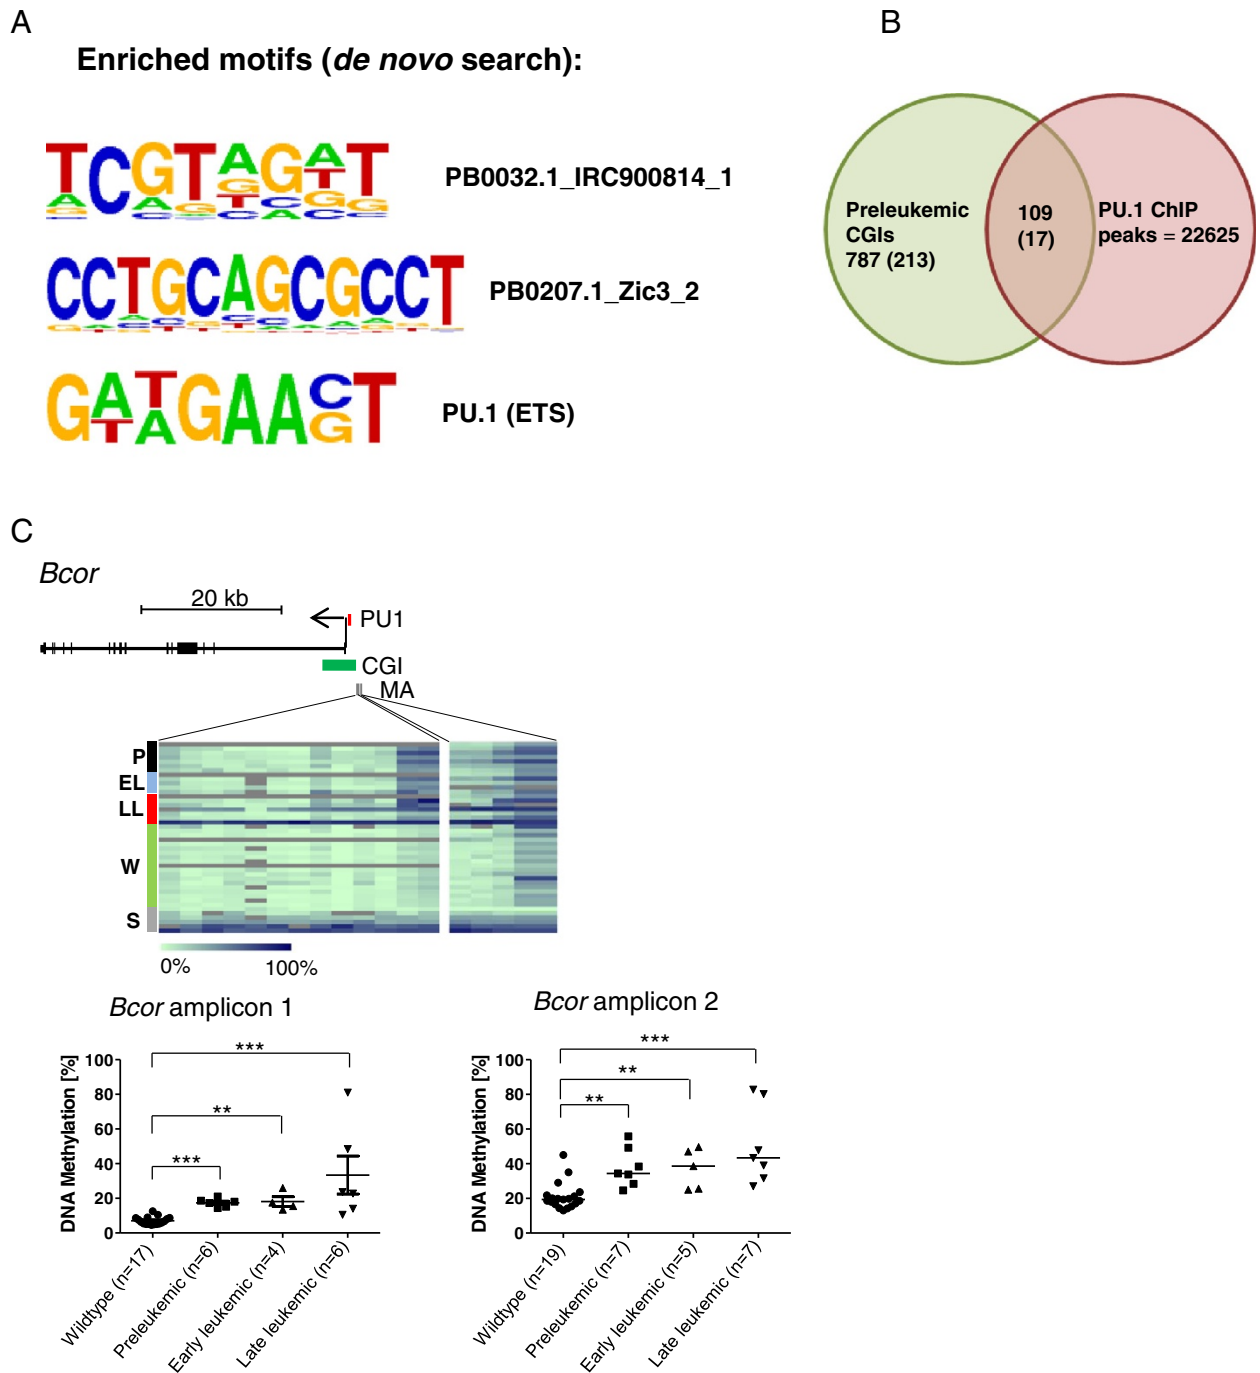 A
B
Enriched motifs (de novo search):
TCGTAGAT
PB0032.1_IRC900814_1
CCTGCAGCGCCT
PB0207.1_Zic3_2
GATGAACT
PU.1 (ETS)
Preleukemic
CGIs
787 (213)
109
(17)
PU.1 ChIP
peaks = 22625
C
Bcor
20 kb
PU1
CGI
MA
P
EL
LL
W
S
0%
100%
Bcor amplicon 1
DNA Methylation [%]
100
80
60
40
20
0
***
**
***
Wildtype (n=17)
Preleukemic (n=6)
Early leukemic (n=4)
Late leukemic (n=6)
Bcor amplicon 2
DNA Methylation [%]
100
80
60
40
20
0
***
**
**
Wildtype (n=19)
Preleukemic (n=7)
Early leukemic (n=5)
Late leukemic (n=7)